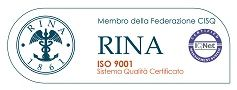 Membro della Federazione CISQ
RINA
1861
RINA
ISO 9001
Sistema Qualità Certificato
IQNet